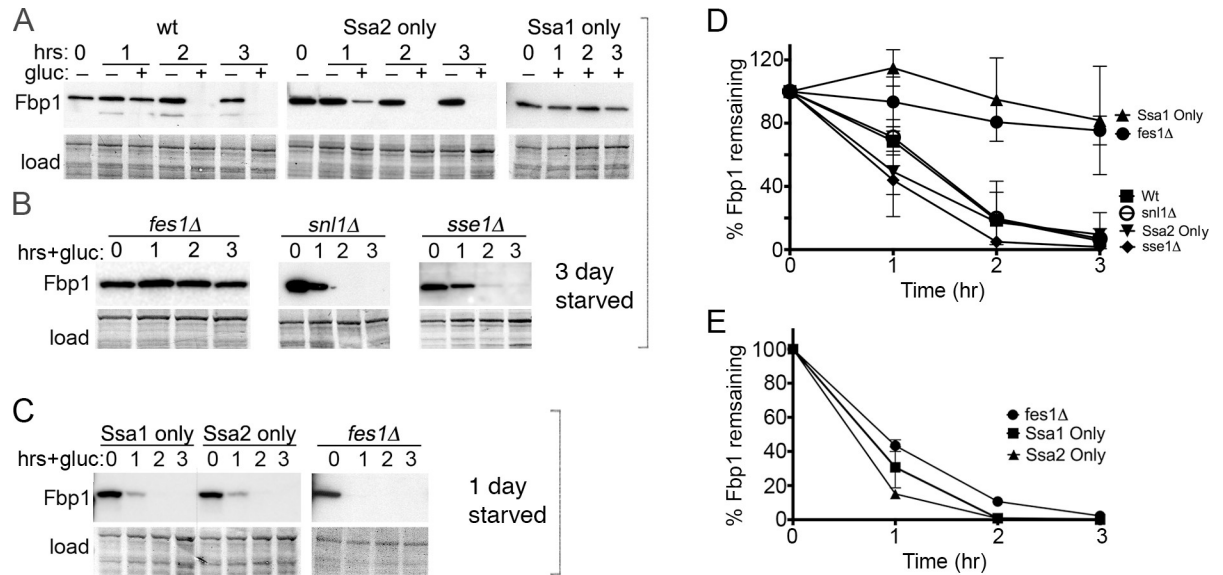 A
wt
Ssa2 only
Ssa1 only
hrs: 0 1 2 3 0 1 2 3 0 1 2 3
gluc: – – + – + – + – – + – + – + – + + +
Fbp1
load
B
fes1Δ
snl1Δ
sse1Δ
hrs+gluc: 0 1 2 3 0 1 2 3 0 1 2 3
Fbp1
load
3 day
starved
C
Ssa1 only Ssa2 only fes1Δ
hrs+gluc: 0 1 2 3 0 1 2 3 0 1 2 3
Fbp1
load
1 day
starved
D
% Fbp1 remsaining
120
80
40
0
0 1 2 3
Time (hr)
Ssa1 Only
fes1Δ
Wt
snl1Δ
Ssa2 Only
sse1Δ
E
% Fbp1 remsaining
100
80
60
40
20
0
0 1 2 3
Time (hr)
fes1Δ
Ssa1 Only
Ssa2 Only